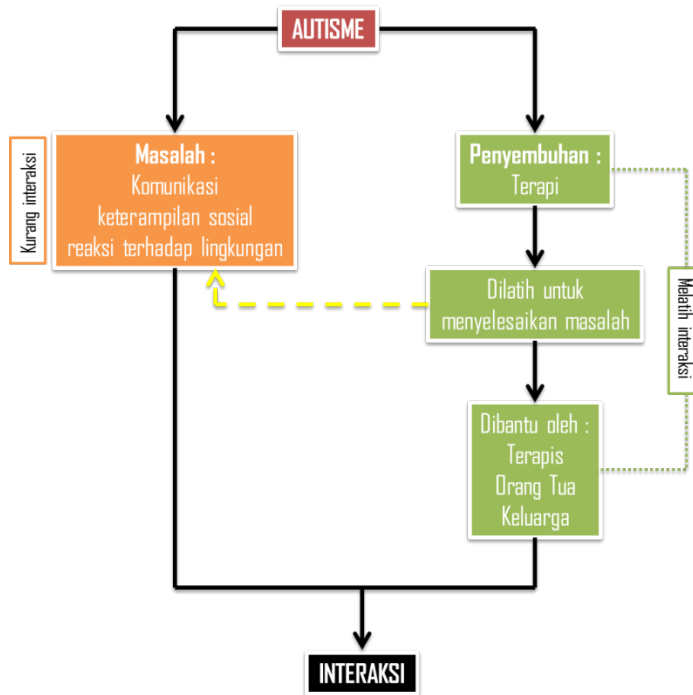 AUTISME
Kurang interaksi
Masalah :
Komunikasi
keterampilan sosial
reaksi terhadap lingkungan
Penyembuhan :
Terapi
Dilatih untuk
menyelesaikan masalah
Melatih interaksi
Dibantu oleh :
Terapis
Orang Tua
Keluarga
INTERAKSI